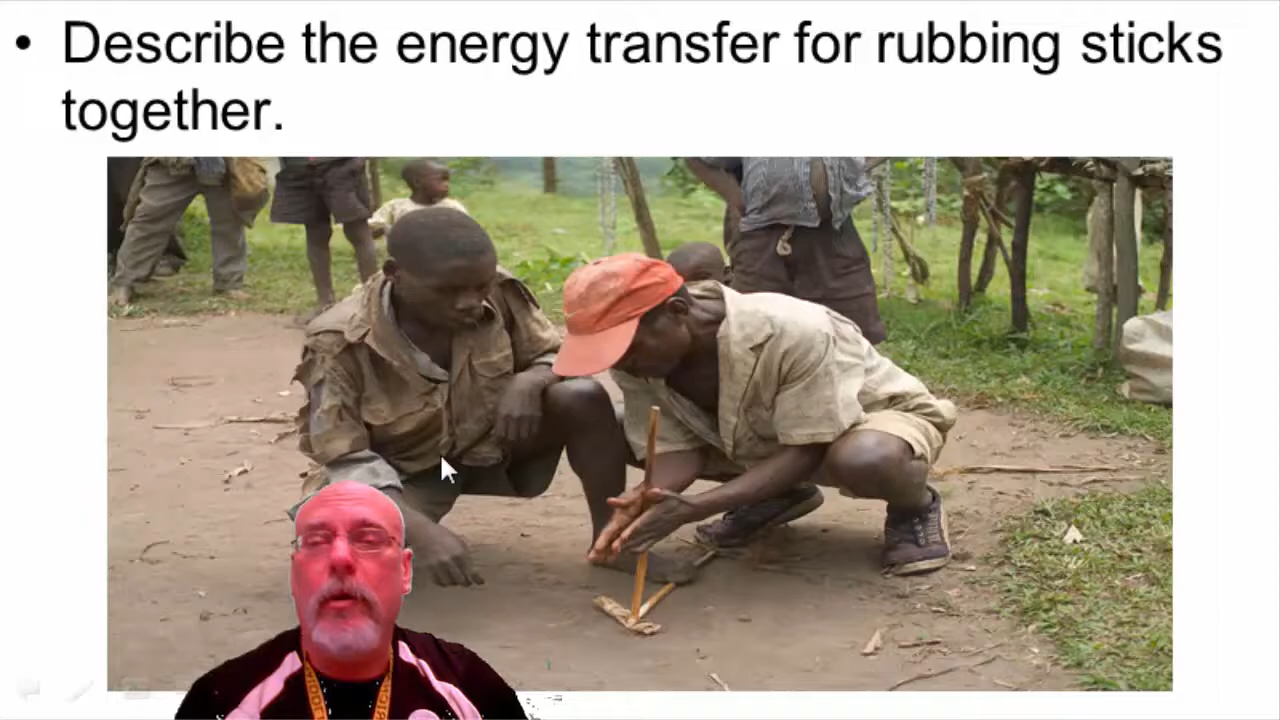 • Describe the energy transfer for rubbing sticks
together.